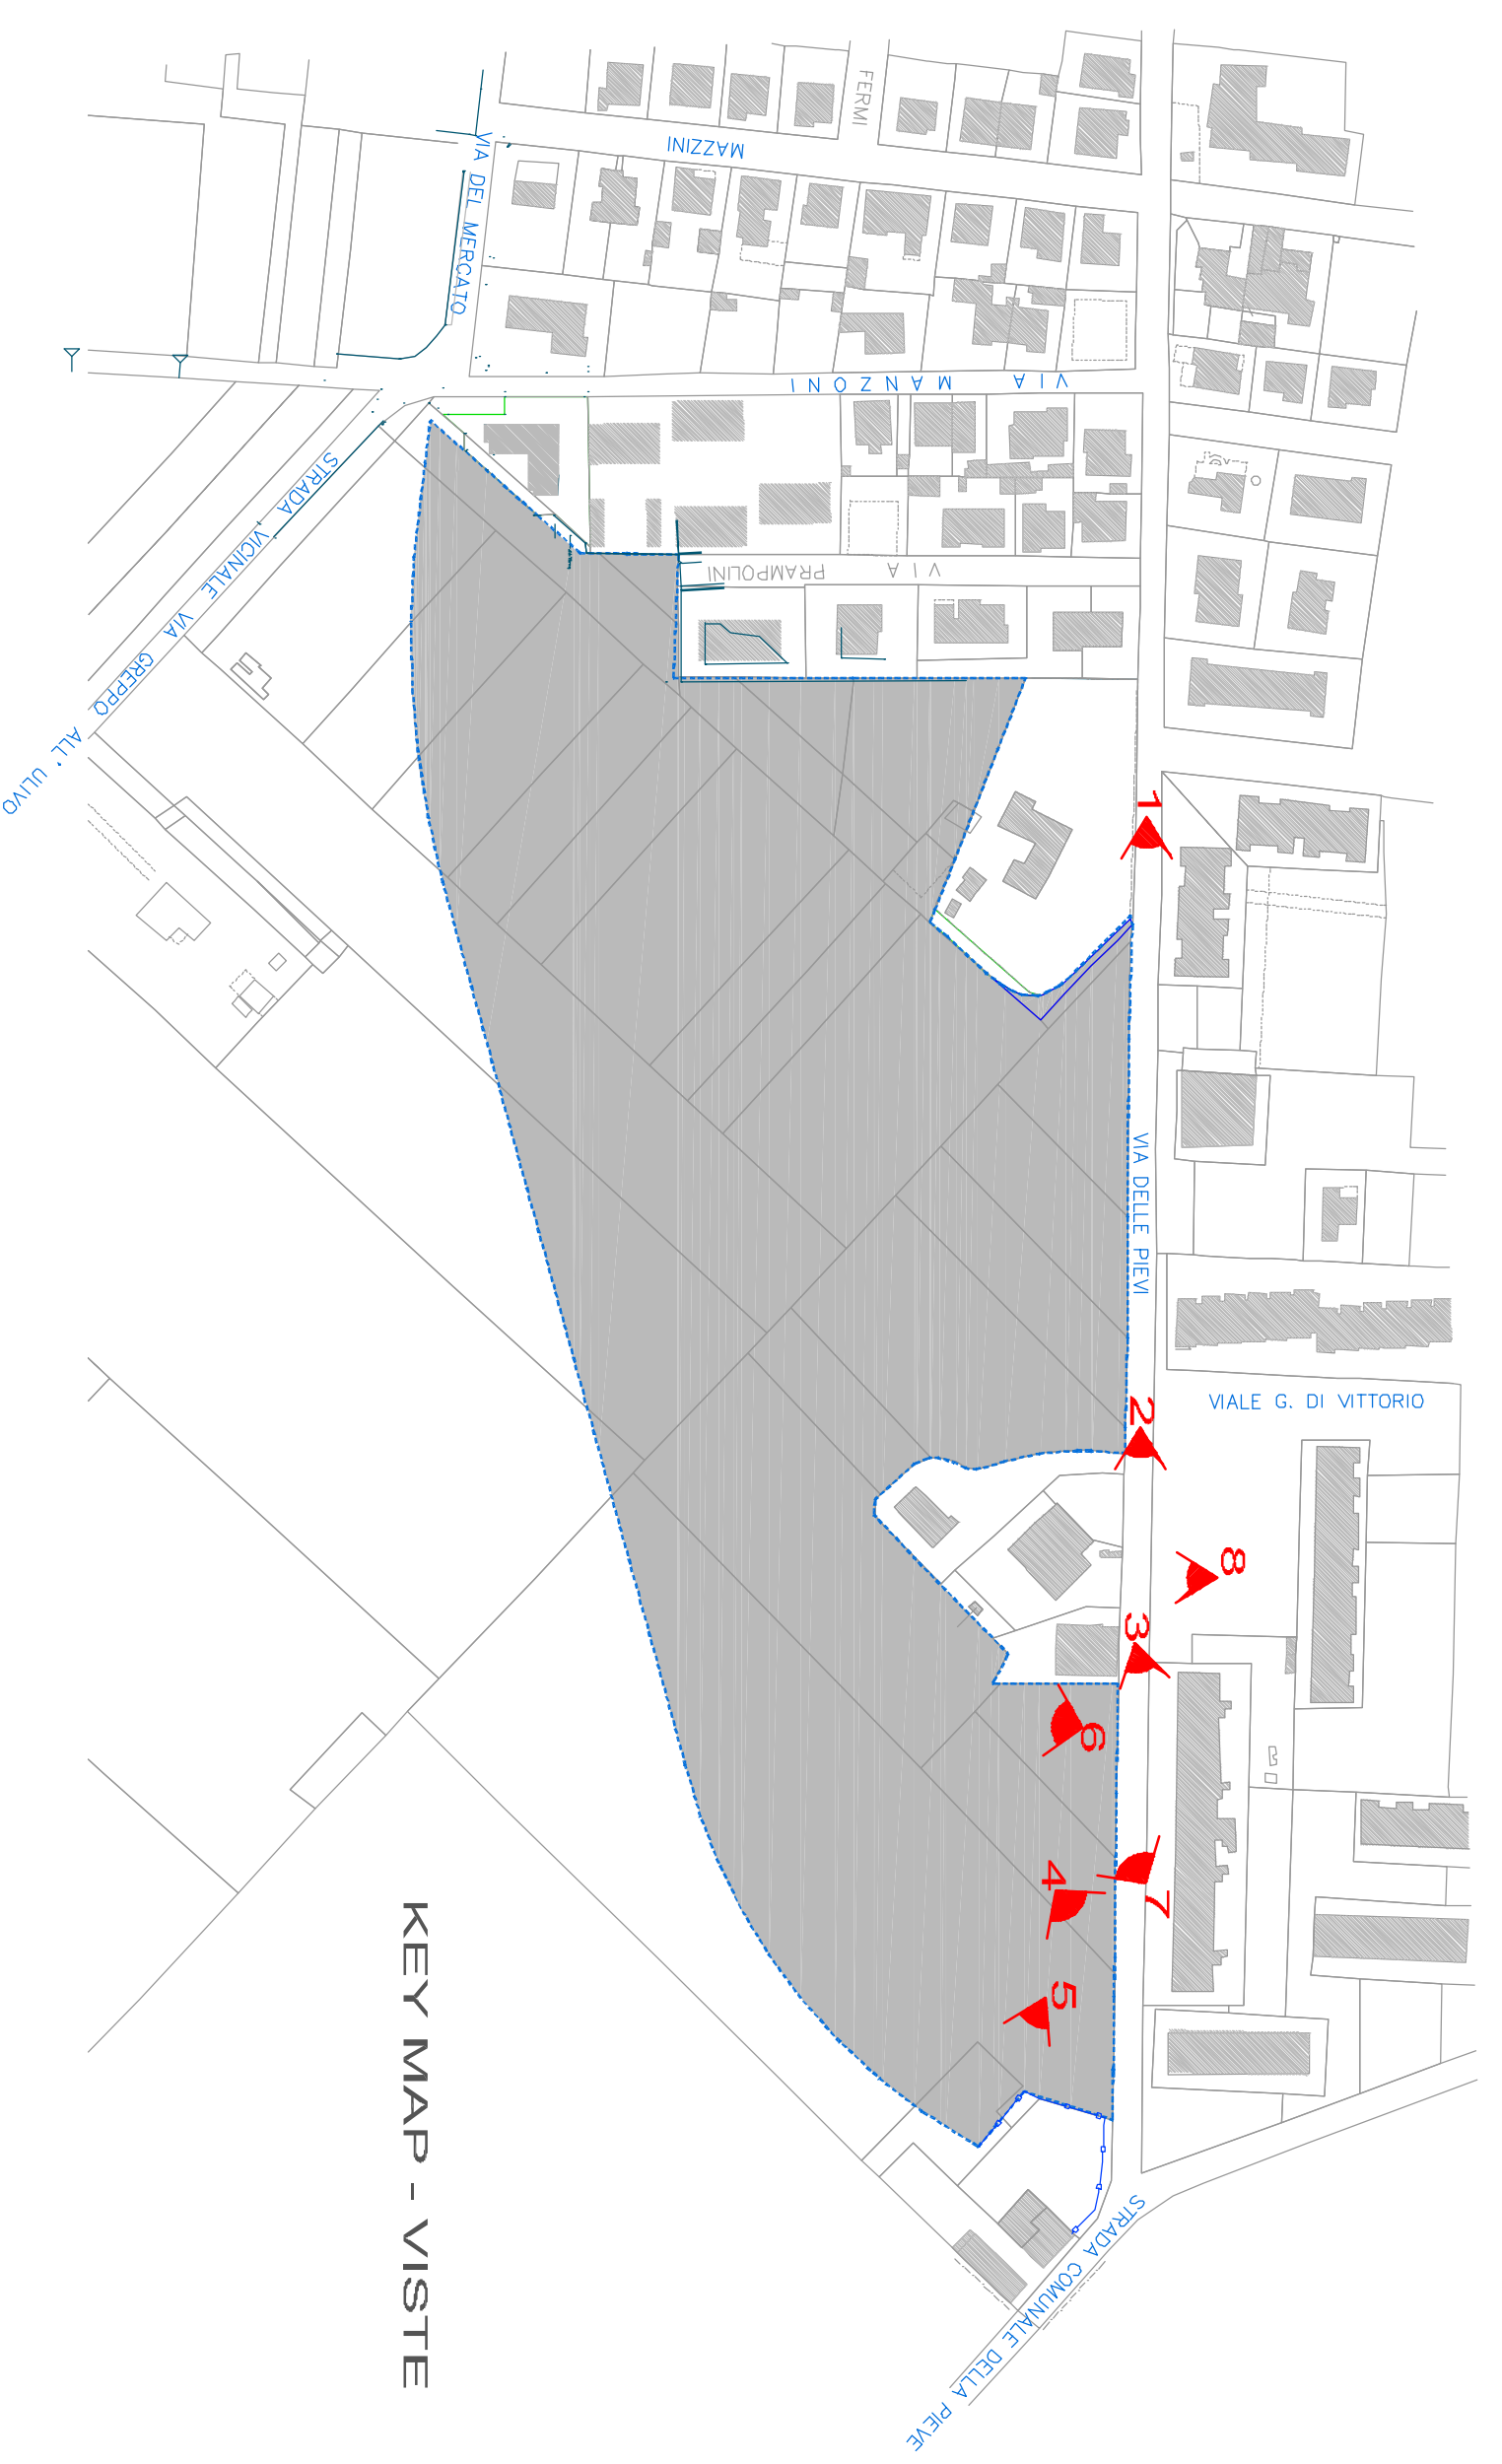 FERMI
MAZZINI
VIA DEL MERCATO
VIA MANZONI
STRADA VICINALE VIA GREPPO ALL' ULIVO
VIA PRAMPOLINI
1
VIA DELLE PIEVI
VIALE G. DI VITTORIO
2
8
3
6
4
7
5
KEY MAP - VISTE
STRADA COMUNALE DELLA PIEVE